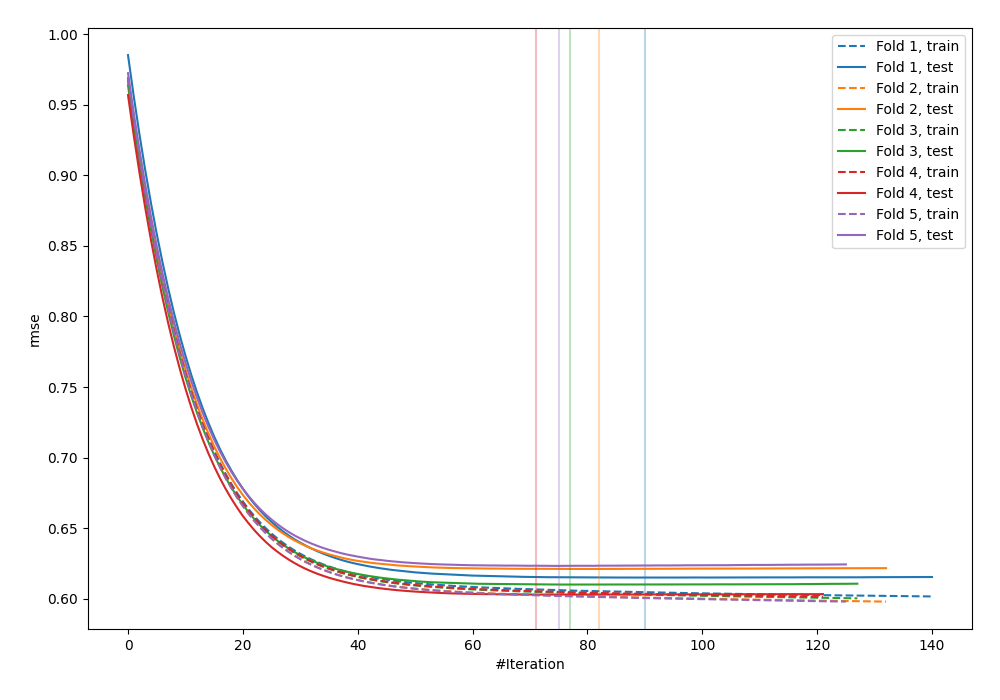 1.00
0.95
0.90
0.85
0.80
0.75
0.70
0.65
0.60
rmse
0
20
40
60
80
100
120
140
#Iteration
Fold 1, train
Fold 1, test
Fold 2, train
Fold 2, test
Fold 3, train
Fold 3, test
Fold 4, train
Fold 4, test
Fold 5, train
Fold 5, test